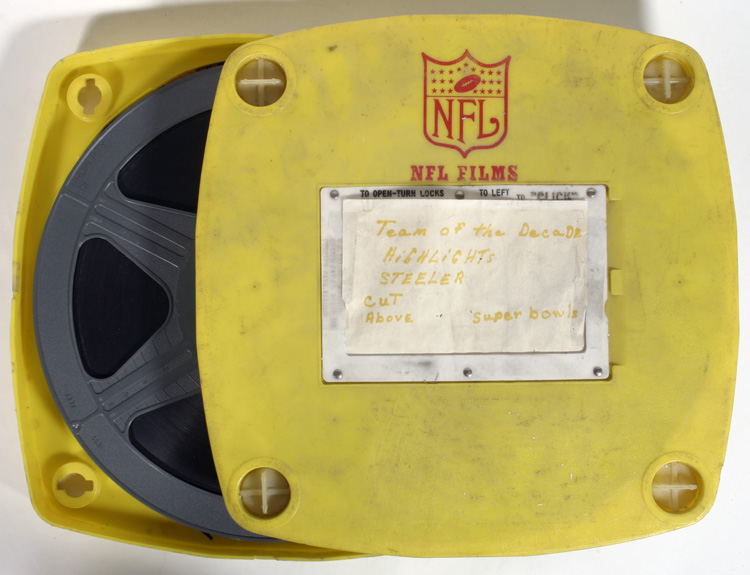 NFL
NFL FILMS
TO OPEN-TURN LOCKS TO LEFT TO "CLICK"
Team of the DecaDe
HiGHLiGHTs
STEELER
CUT
Above Super bowls